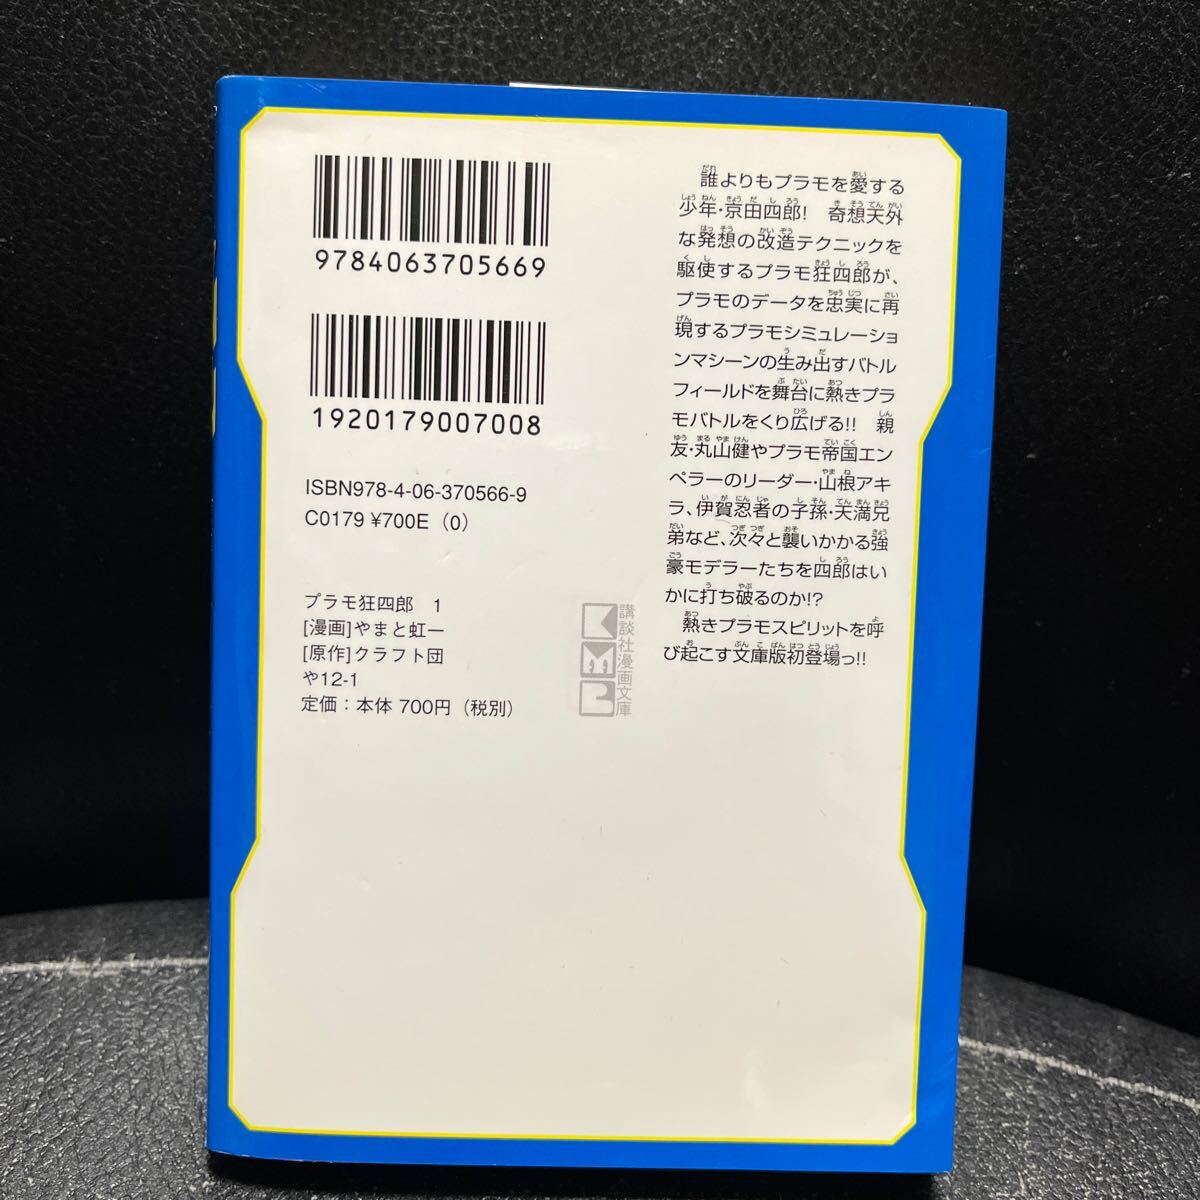 9784063705669
1920179007008
ISBN978-4-06-370566-9
C0179 ¥700E (0)
プラモ狂四郎 1
[漫画]やまと虹一
[原作]クラフト団
や12-1
定価：本体 700円（税別）
講談社漫画文庫
KMB
誰よりもプラモを愛する
少年・京田四郎! 奇想天外
な発想の改造テクニックを
駆使するプラモ狂四郎が、
プラモのデータを忠実に再
現するプラモシミュレーショ
ンマシーンの生み出すバトル
フィールドを舞台に熱きプラ
モバトルをくり広げる!! 親
友・丸山健やプラモ帝国エン
ペラーのリーダー・山根アキ
ラ、伊賀忍者の子孫・天満兄
弟など、次々と襲いかかる強
豪モデラーたちを四郎はい
かに打ち破るのか!?
熱きプラモスピリットを呼
び起こす文庫版初登場っ!!